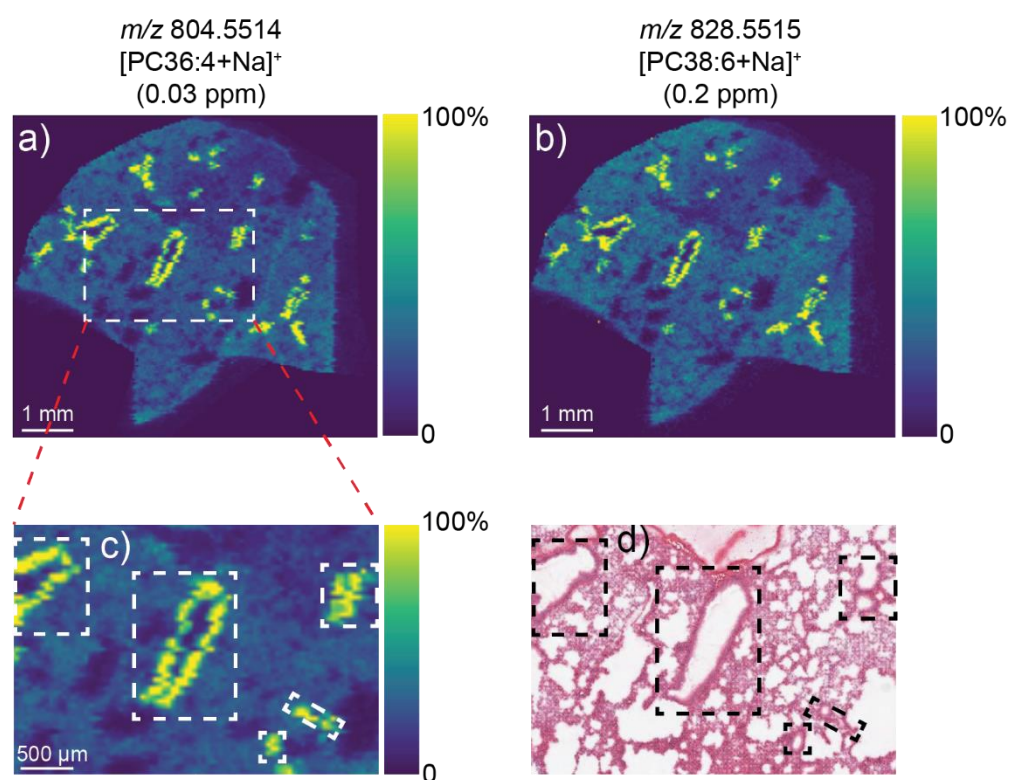 m/z 804.5514
[PC36:4+Na]⁺
(0.03 ppm)
m/z 828.5515
[PC38:6+Na]⁺
(0.2 ppm)
a)
100%
1 mm
0
b)
100%
1 mm
0
c)
100%
500 µm
0
d)